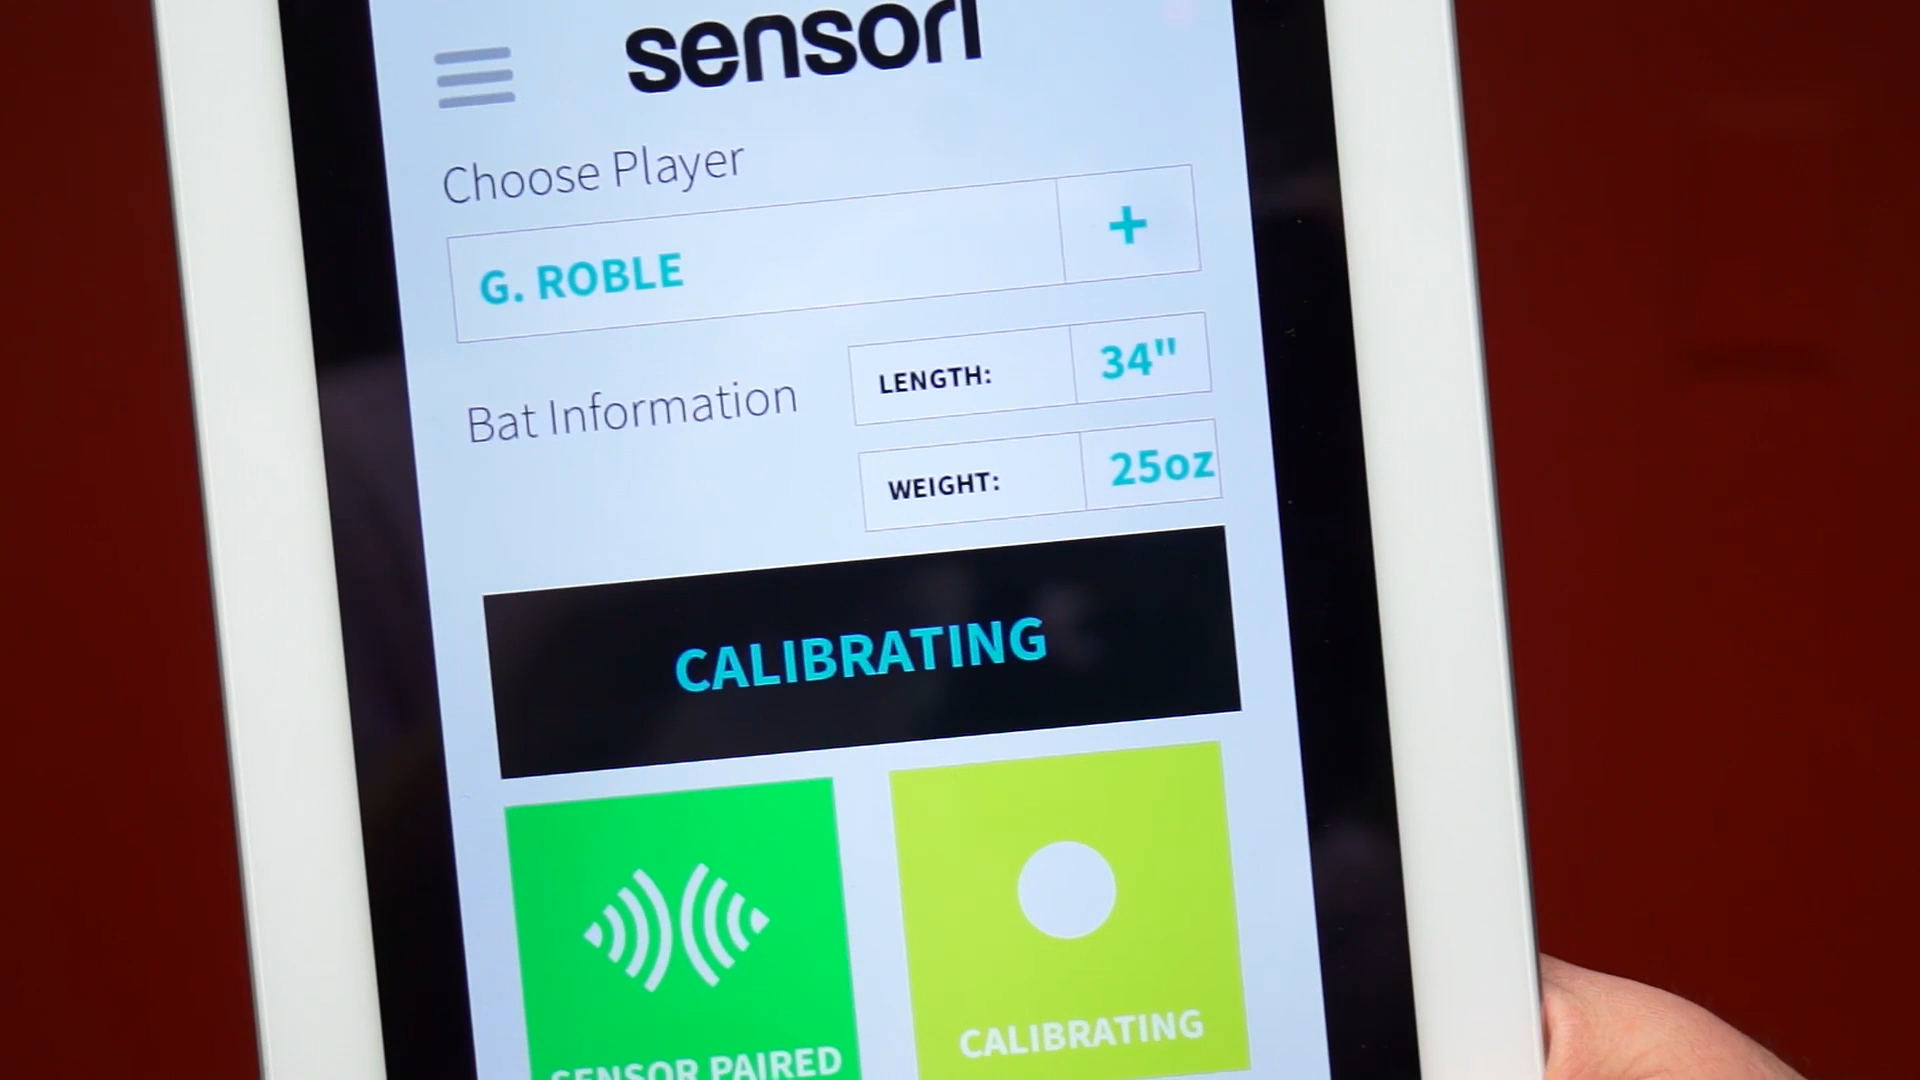 sensori
Choose Player
G. ROBLE +
Bat Information
LENGTH: 34"
WEIGHT: 25oz
CALIBRATING
SENSOR PAIRED
CALIBRATING